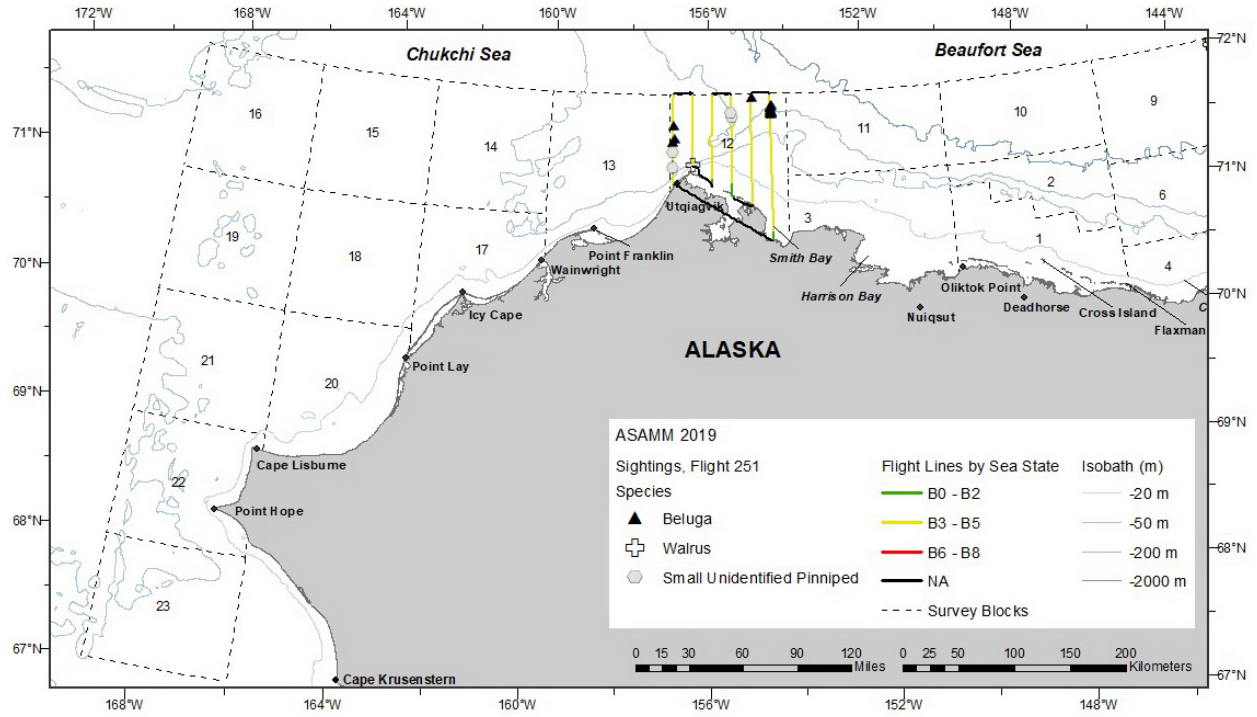 172°W 168°W 164°W 160°W 156°W 152°W 148°W 144°W
72°N
72°N
Chukchi Sea
Beaufort Sea
16
15
14
13
12
11
10
9
71°N
71°N
2
6
3
1
4
Utqiagvik
19
18
17
Point Franklin
Wainwright
Smith Bay
Harrison Bay
Oliktok Point
Deadhorse
Cross Island
Nuiqsut
Flaxman
70°N
70°N
Icy Cape
Point Lay
ALASKA
21
20
69°N
69°N
Cape Lisburne
22
Point Hope
68°N
68°N
23
67°N
67°N
Cape Krusenstern
ASAMM 2019
Sightings, Flight 251
Species
Beluga
Walrus
Small Unidentified Pinniped
Flight Lines by Sea State
B0 - B2
B3 - B5
B6 - B8
NA
Survey Blocks
Isobath (m)
-20 m
-50 m
-200 m
-2000 m
0 15 30 60 90 120
Miles
0 25 50 100 150 200
Kilometers
168°W 164°W 160°W 156°W 152°W 148°W